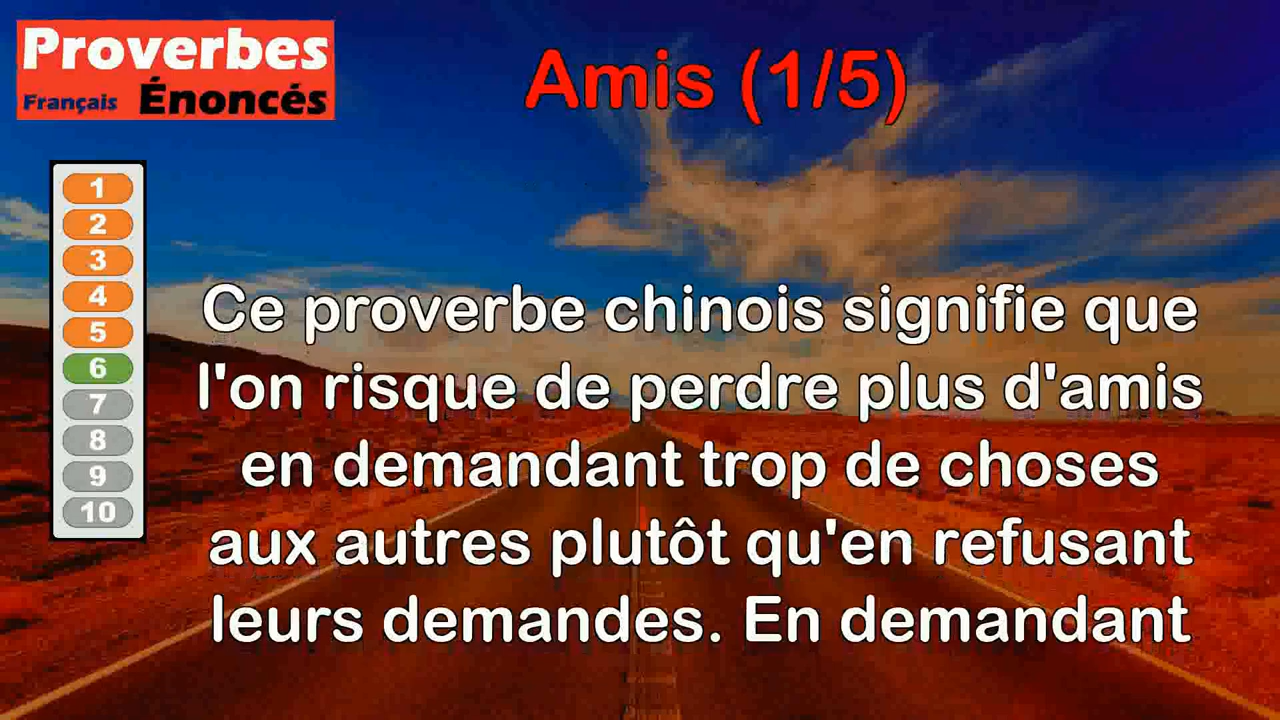 Proverbes
Français Énoncés
Amis (1/5)
1
2
3
4
5
6
7
8
9
10
Ce proverbe chinois signifie que
l'on risque de perdre plus d'amis
en demandant trop de choses
aux autres plutôt qu'en refusant
leurs demandes. En demandant